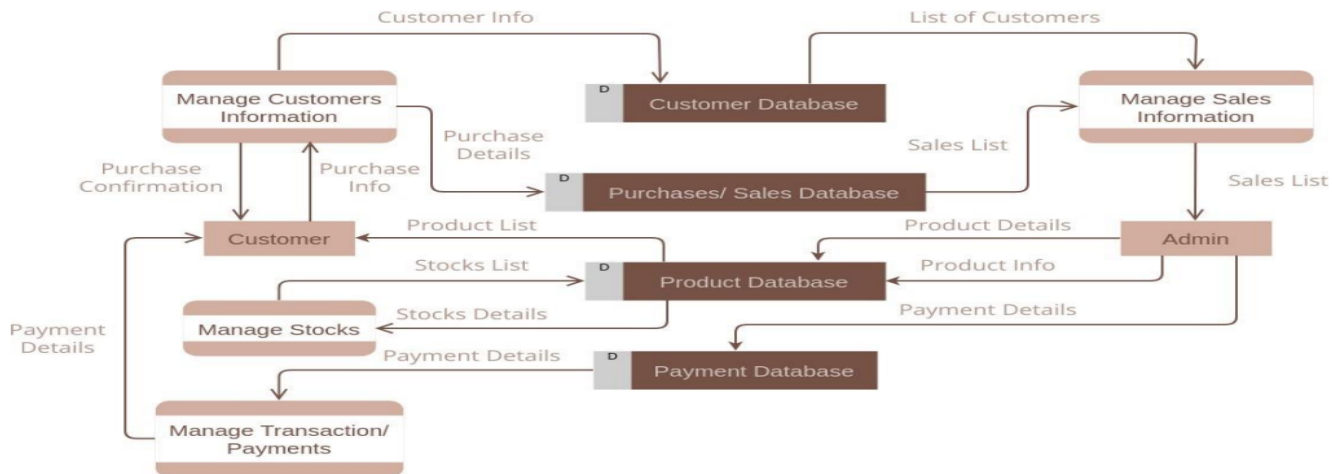 Customer Info
List of Customers
Manage Customers
Information
D
Customer Database
Manage Sales
Information
Purchase
Details
Sales List
Purchase
Confirmation
Purchase
Info
D
Purchases/ Sales Database
Sales List
Customer
Product List
Product Details
Admin
Stocks List
D
Product Database
Product Info
Manage Stocks
Stocks Details
Payment Details
Payment
Details
Payment Details
D
Payment Database
Manage Transaction/
Payments